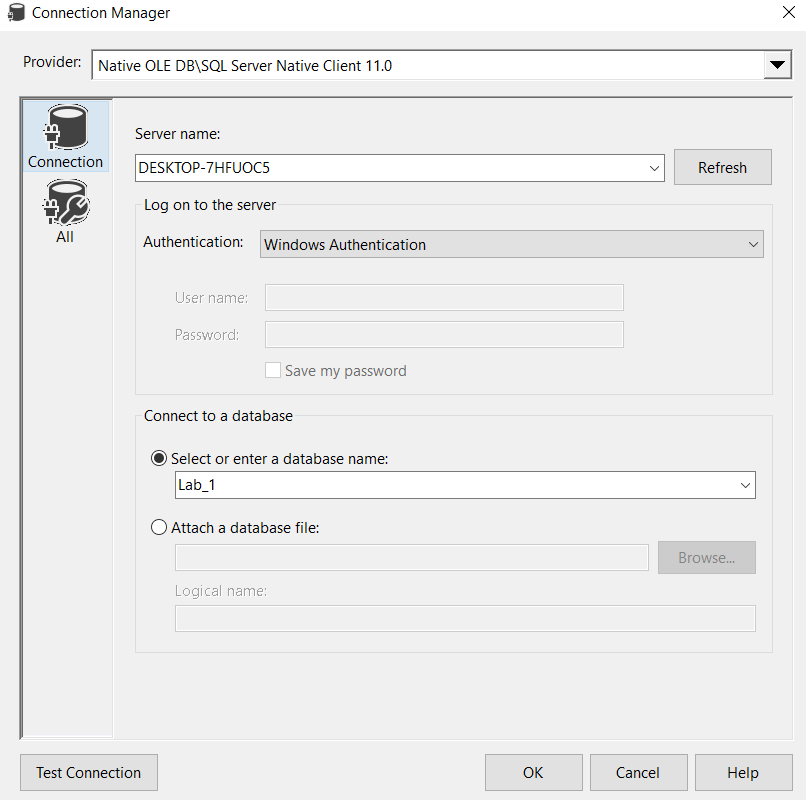 Connection Manager
Provider:
Native OLE DB\SQL Server Native Client 11.0
Connection
All
Server name:
DESKTOP-7HFUOC5
Refresh
Log on to the server
Authentication:
Windows Authentication
User name:
Password:
Save my password
Connect to a database
Select or enter a database name:
Lab_1
Attach a database file:
Browse...
Logical name:
Test Connection
OK
Cancel
Help